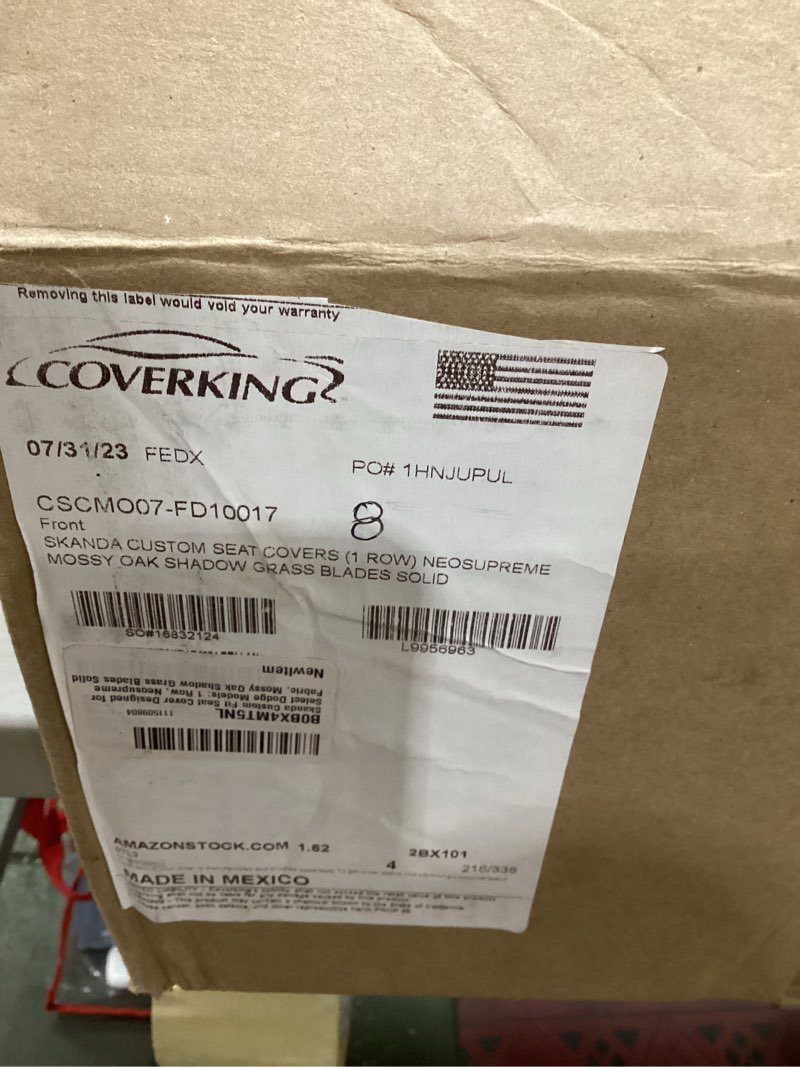 Removing this label would void your warranty
COVERKING
07/31/23 FEDX
PO# 1HNJUPUL
CSCMO07-FD10017
8
Front
SKANDA CUSTOM SEAT COVERS (1 ROW) NEOSUPREME
MOSSY OAK SHADOW GRASS BLADES SOLID
SO#16832124
L9956963
111509804
B0BX4MT5NL
Skanda Custom Fit Seat Cover Designed for
Select Dodge Models: 1 Row, Neosupreme
Fabric, Mossy Oak Shadow Grass Blades Solid
NewItem
AMAZONSTOCK.COM 1.62
2BX101
4
216/338
MADE IN MEXICO